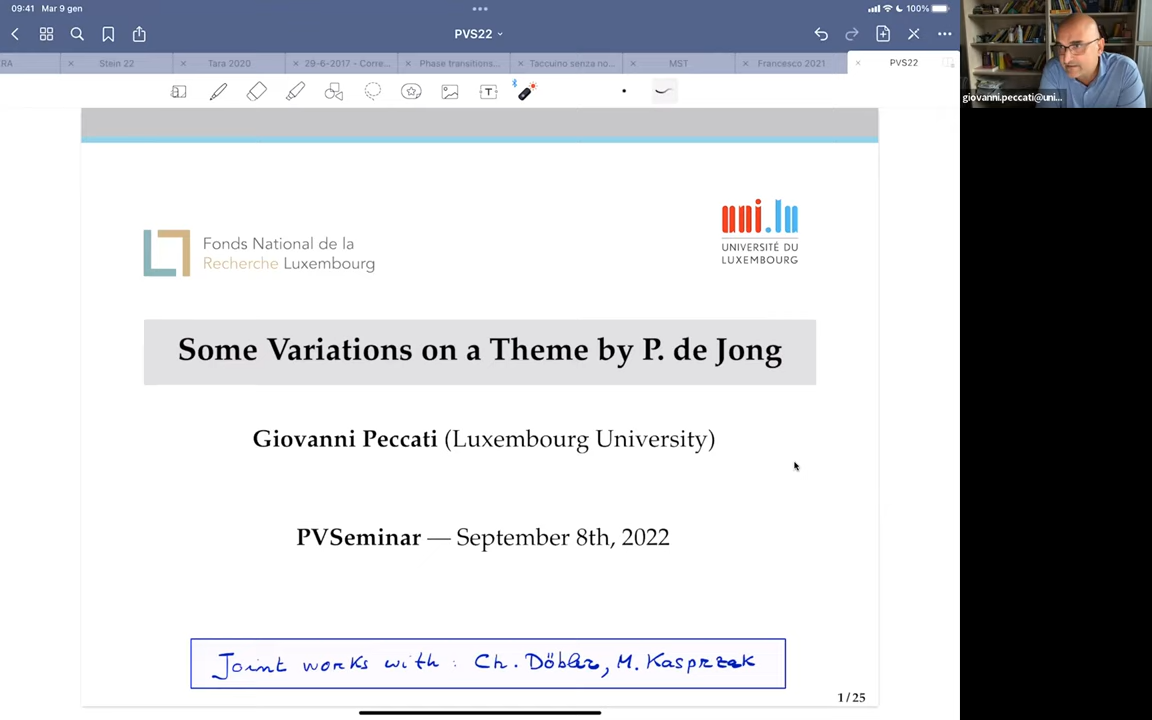 09:41 Mar 9 gen
100%
PVS22
RA
Stein 22
Tara 2020
29-6-2017 - Corre...
Phase transitions...
Taccuino senza no...
MST
Francesco 2021
PVS22
T
giovanni.peccati@uni...
Fonds National de la
Recherche Luxembourg
uni.lu
UNIVERSITÉ DU
LUXEMBOURG
Some Variations on a Theme by P. de Jong
Giovanni Peccati (Luxembourg University)
PVSeminar — September 8th, 2022
Joint works with: Ch. Döbler, M. Kasprzak
1/25